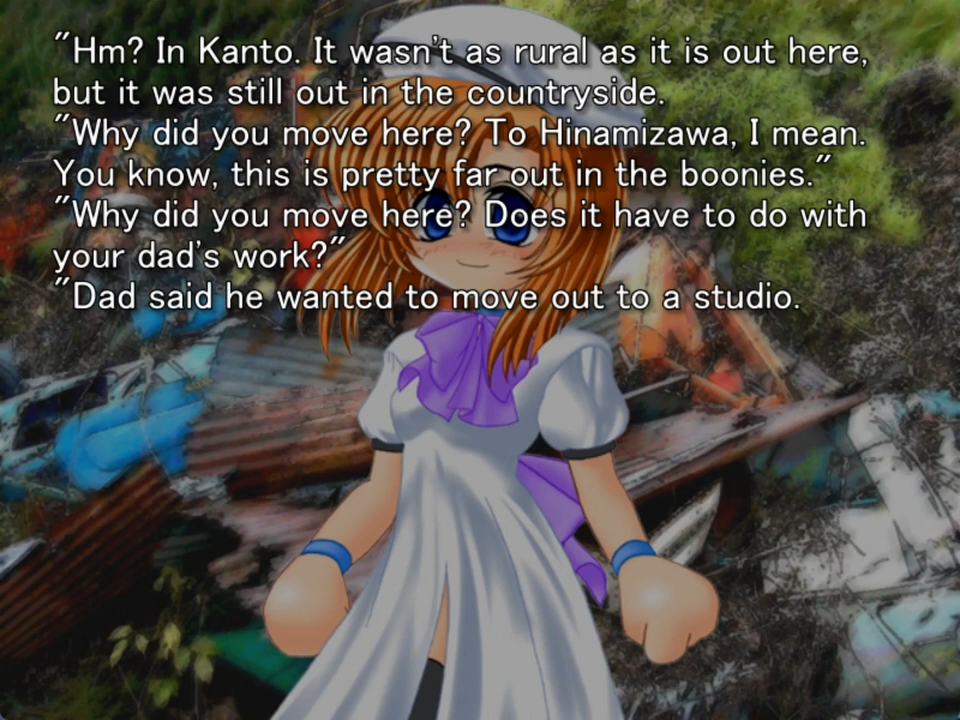 "Hm? In Kanto. It wasn't as rural as it is out here,
but it was still out in the countryside.
"Why did you move here? To Hinamizawa, I mean.
You know, this is pretty far out in the boonies."
"Why did you move here? Does it have to do with
your dad's work?"
"Dad said he wanted to move out to a studio.